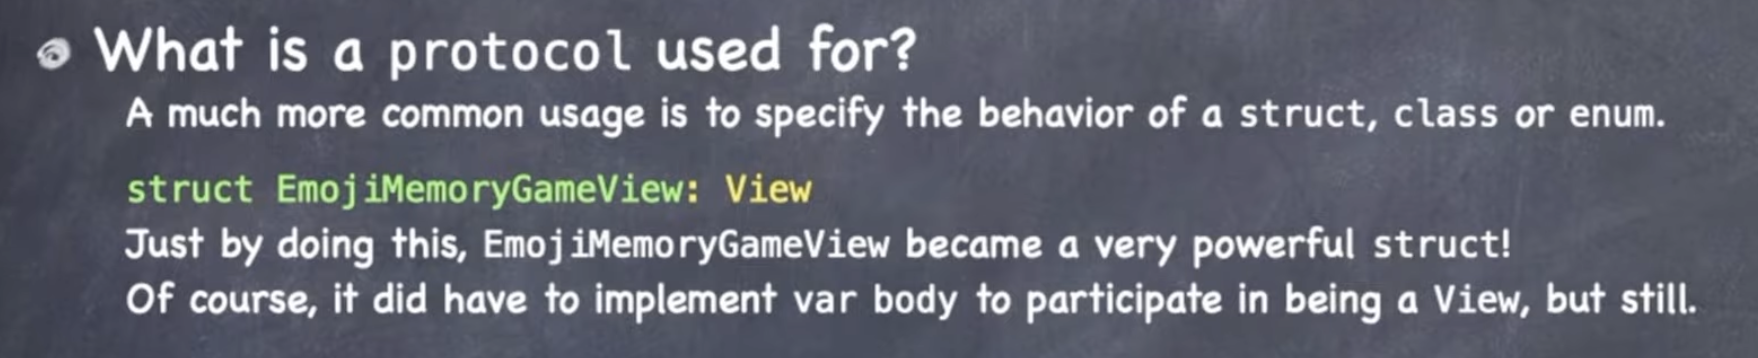 What is a protocol used for?
A much more common usage is to specify the behavior of a struct, class or enum.
struct EmojiMemoryGameView: View
Just by doing this, EmojiMemoryGameView became a very powerful struct!
Of course, it did have to implement var body to participate in being a View, but still.